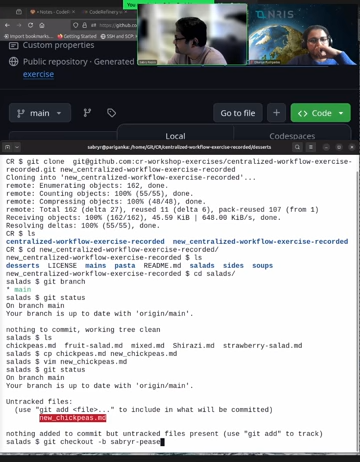 Custom properties
Public repository · Generated
exercise
main
Go to file
Code
Local
Codespaces
sabryr@pariyanka: /home/Git/CR/centralized-workflow-exercise-recorded/desserts
CR $ git clone  git@github.com:cr-workshop-exercises/centralized-workflow-exercise-
recorded.git new_centralized-workflow-exercise-recorded
Cloning into 'new_centralized-workflow-exercise-recorded'...
remote: Enumerating objects: 162, done.
remote: Counting objects: 100% (55/55), done.
remote: Compressing objects: 100% (48/48), done.
remote: Total 162 (delta 27), reused 11 (delta 6), pack-reused 107 (from 1)
Receiving objects: 100% (162/162), 45.59 KiB | 648.00 KiB/s, done.
Resolving deltas: 100% (55/55), done.
CR $ ls
centralized-workflow-exercise-recorded  new_centralized-workflow-exercise-recorded
CR $ cd new_centralized-workflow-exercise-recorded/
new_centralized-workflow-exercise-recorded $ ls
desserts  LICENSE  mains  pasta  README.md  salads  sides  soups
new_centralized-workflow-exercise-recorded $ cd salads/
salads $ git branch
* main
salads $ git status
On branch main
Your branch is up to date with 'origin/main'.
nothing to commit, working tree clean
salads $ ls
chickpeas.md  fruit-salad.md  mixed.md  Shirazi.md  strawberry-salad.md
salads $ cp chickpeas.md new_chickpeas.md
salads $ vim new_chickpeas.md
salads $ git status
On branch main
Your branch is up to date with 'origin/main'.
Untracked files:
(use "git add <file>..." to include in what will be committed)
new_chickpeas.md
nothing added to commit but untracked files present (use "git add" to track)
salads $ git checkout -b sabryr-pease